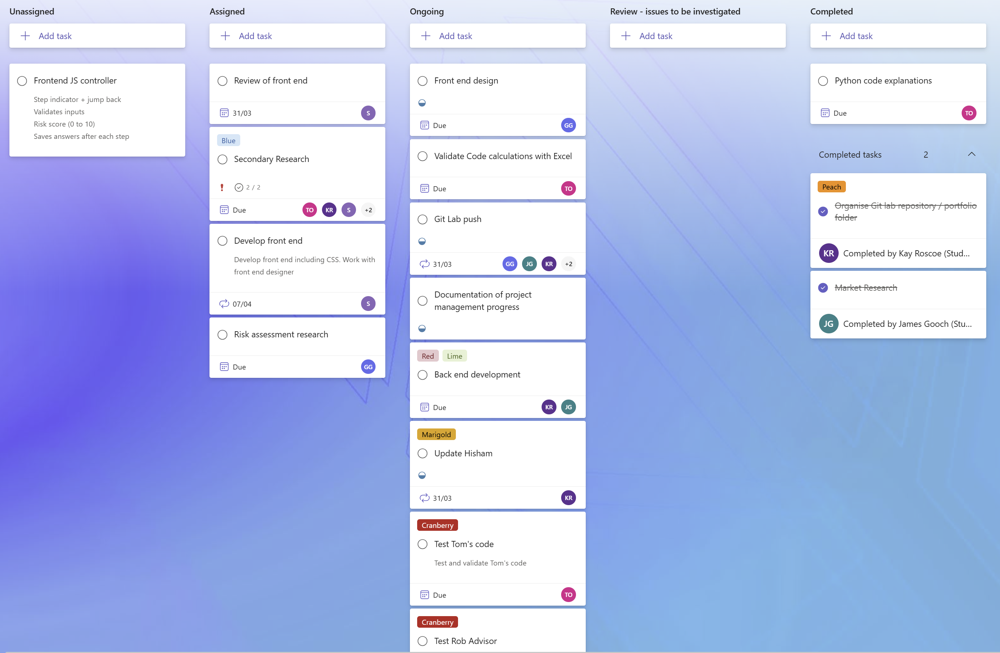 Unassigned
Add task
Frontend JS controller
Step indicator + jump back
Validates inputs
Risk score (0 to 10)
Saves answers after each step
Assigned
Add task
Review of front end
31/03
S
Blue
Secondary Research
2 / 2
Due
TO KR S +2
Develop front end
Develop front end including CSS. Work with
front end designer
07/04
S
Risk assessment research
Due
GG
Ongoing
Add task
Front end design
Due
GG
Validate Code calculations with Excel
Due
TO
Git Lab push
31/03
GG JG KR +2
Documentation of project
management progress
Red Lime
Back end development
Due
KR JG
Marigold
Update Hisham
31/03
KR
Cranberry
Test Tom's code
Test and validate Tom's code
Due
TO
Cranberry
Test Rob Advisor
Review - issues to be investigated
Add task
Completed
Add task
Python code explanations
Due
TO
Completed tasks 2
Peach
Organise Git lab repository / portfolio
folder
KR Completed by Kay Roscoe (Stud...
Market Research
JG Completed by James Gooch (Stu...